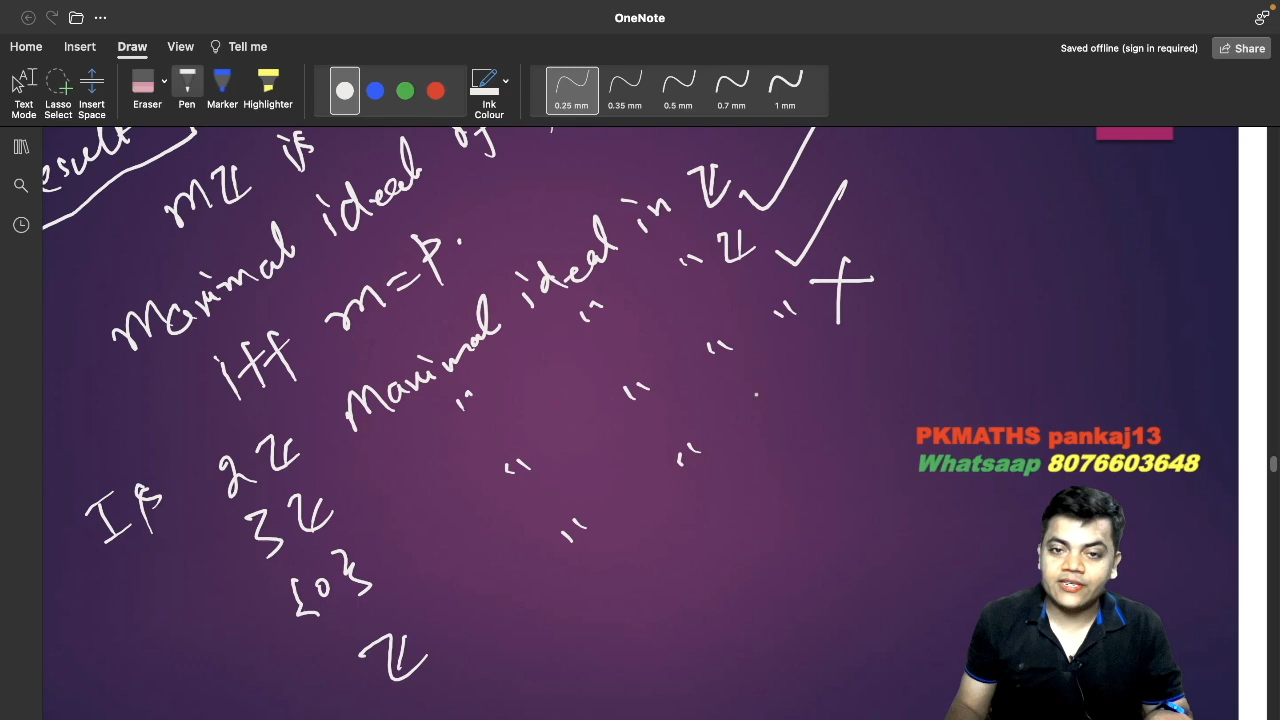 OneNote
Home Insert Draw View Tell me
Saved offline (sign in required) Share
Text Mode
Lasso Select
Insert Space
Eraser
Pen
Marker
Highlighter
Ink Colour
0.25 mm 0.35 mm 0.5 mm 0.7 mm 1 mm
mℤ is
Maximal ideal of
iff m = p.
Is 2ℤ Maximal ideal in ℤ ✓
3ℤ " " " ℤ ✓
{0} " " " "
ℤ " "
PKMATHS pankaj13
Whatsaap 8076603648